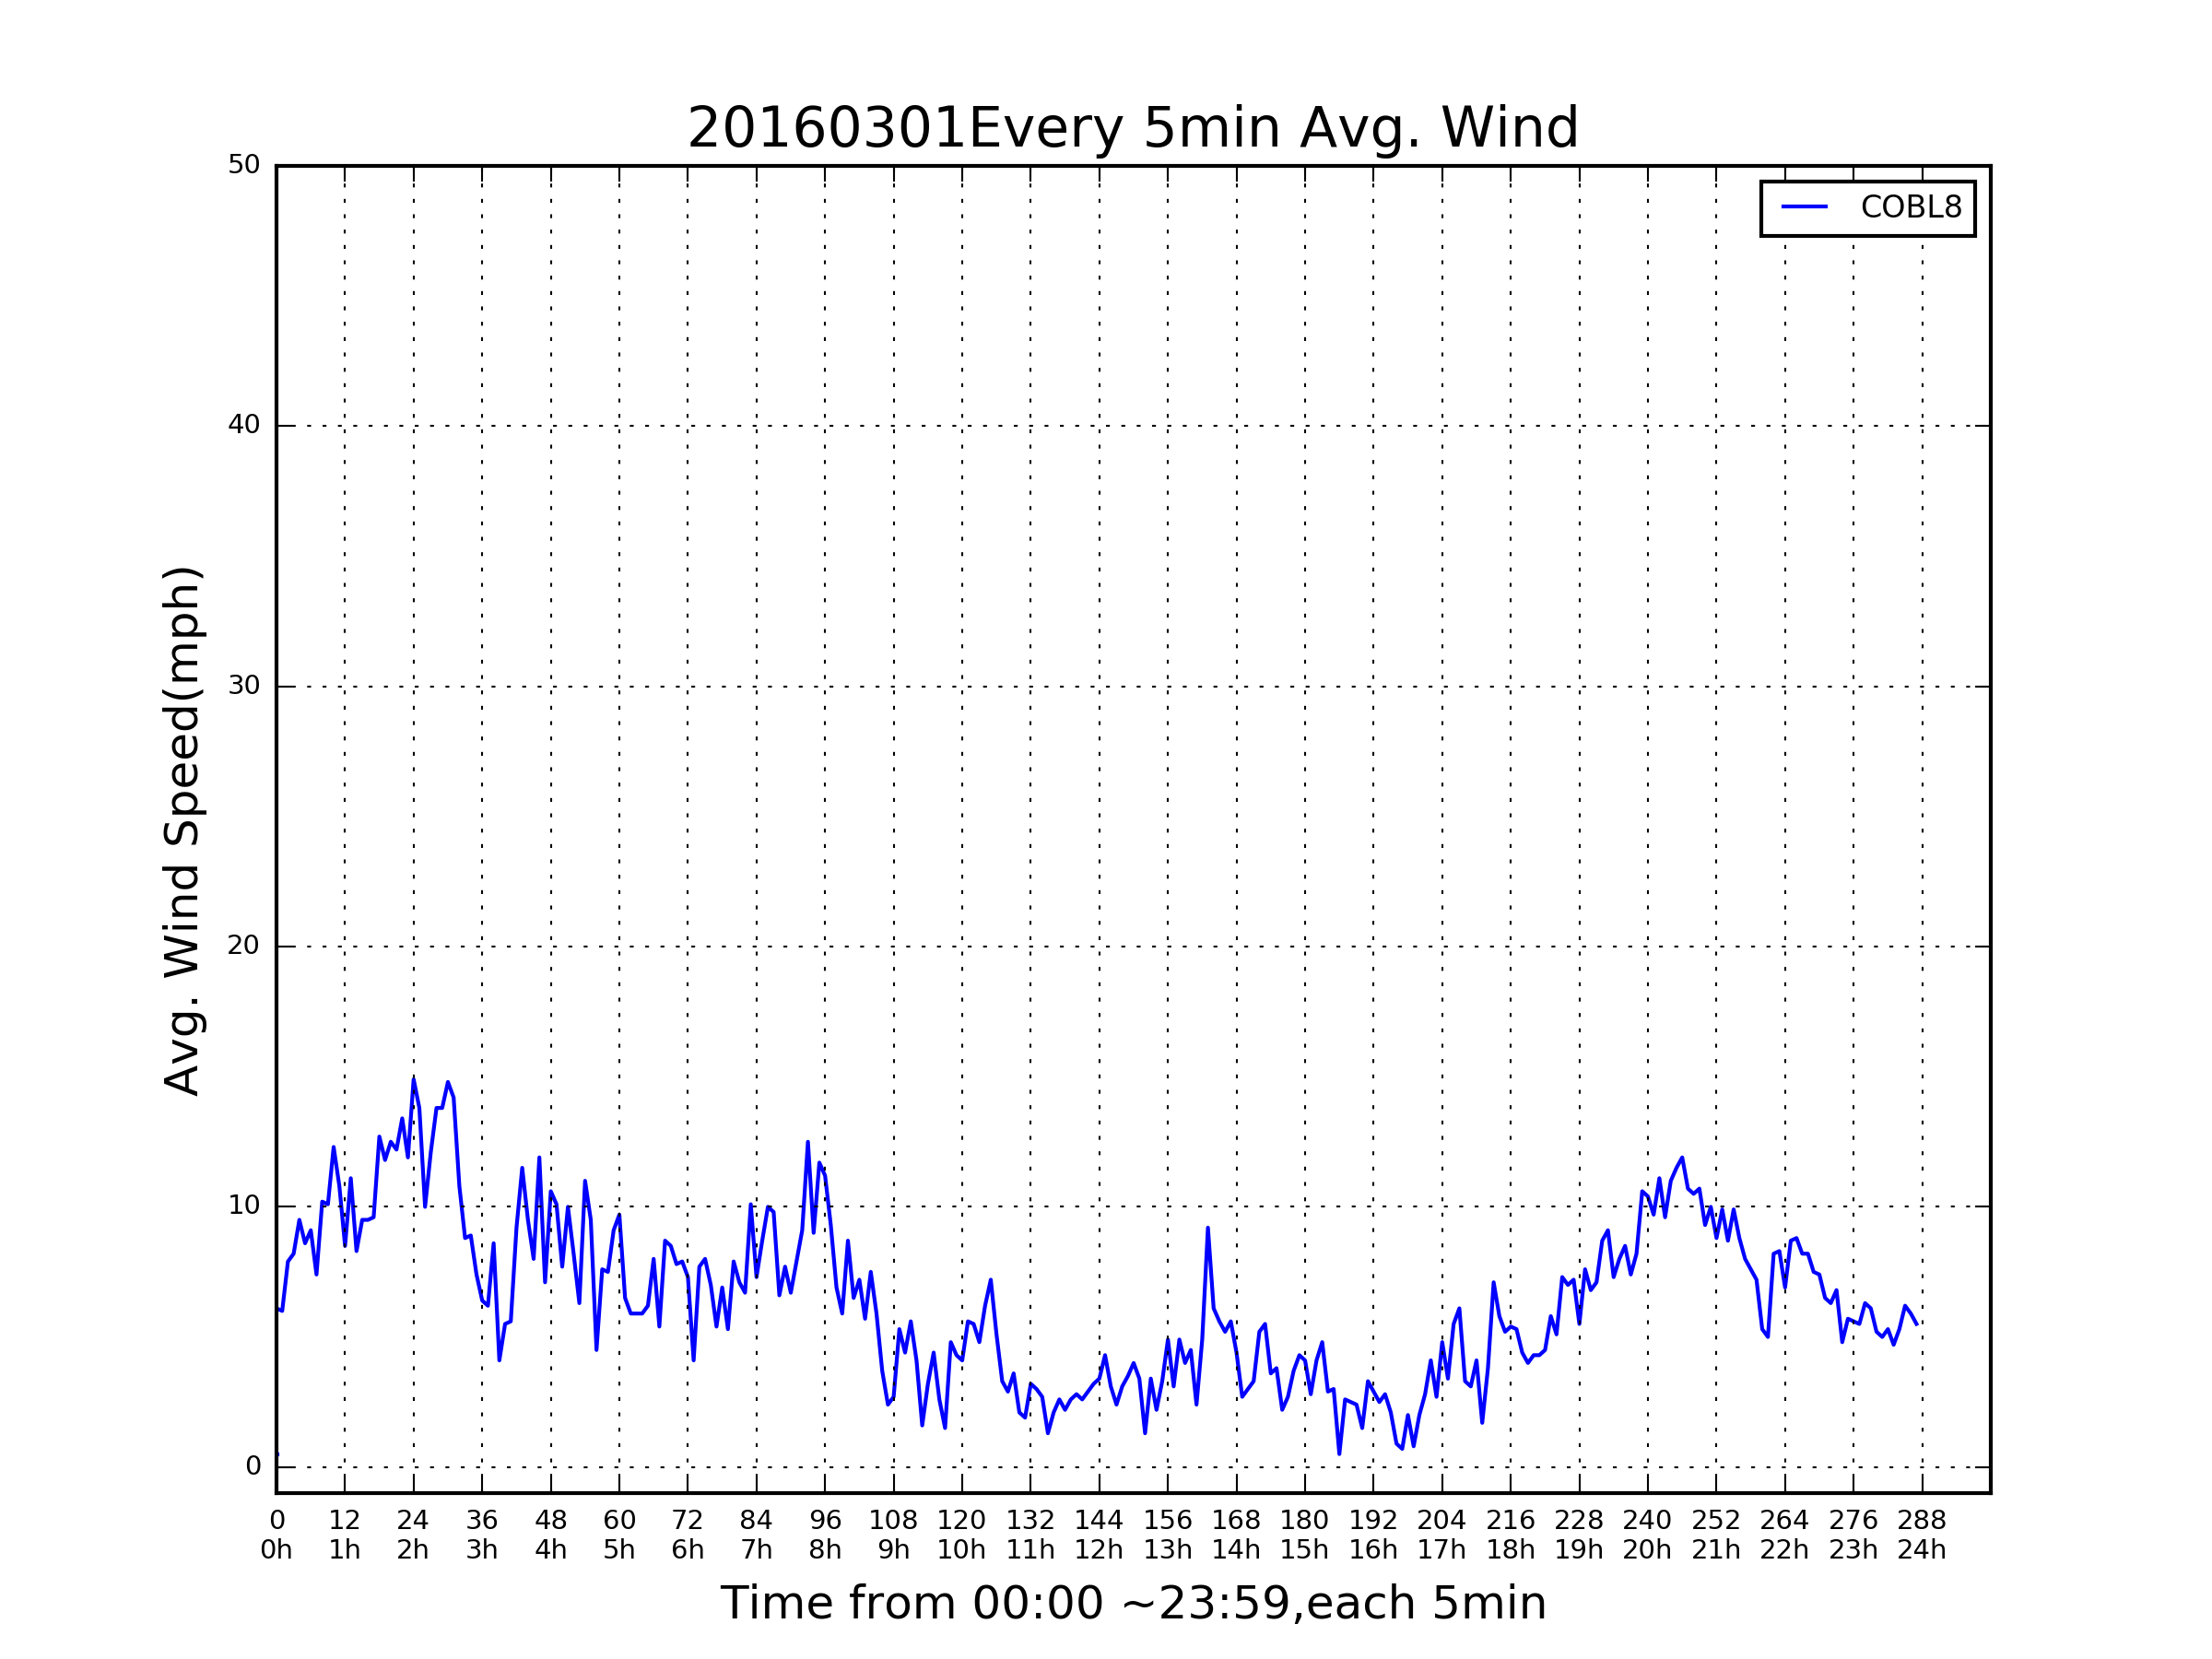 20160301Every 5min Avg. Wind
COBL8
Avg. Wind Speed(mph)
50
40
30
20
10
0
0 12 24 36 48 60 72 84 96 108 120 132 144 156 168 180 192 204 216 228 240 252 264 276 288
0h 1h 2h 3h 4h 5h 6h 7h 8h 9h 10h 11h 12h 13h 14h 15h 16h 17h 18h 19h 20h 21h 22h 23h 24h
Time from 00:00 ~23:59,each 5min